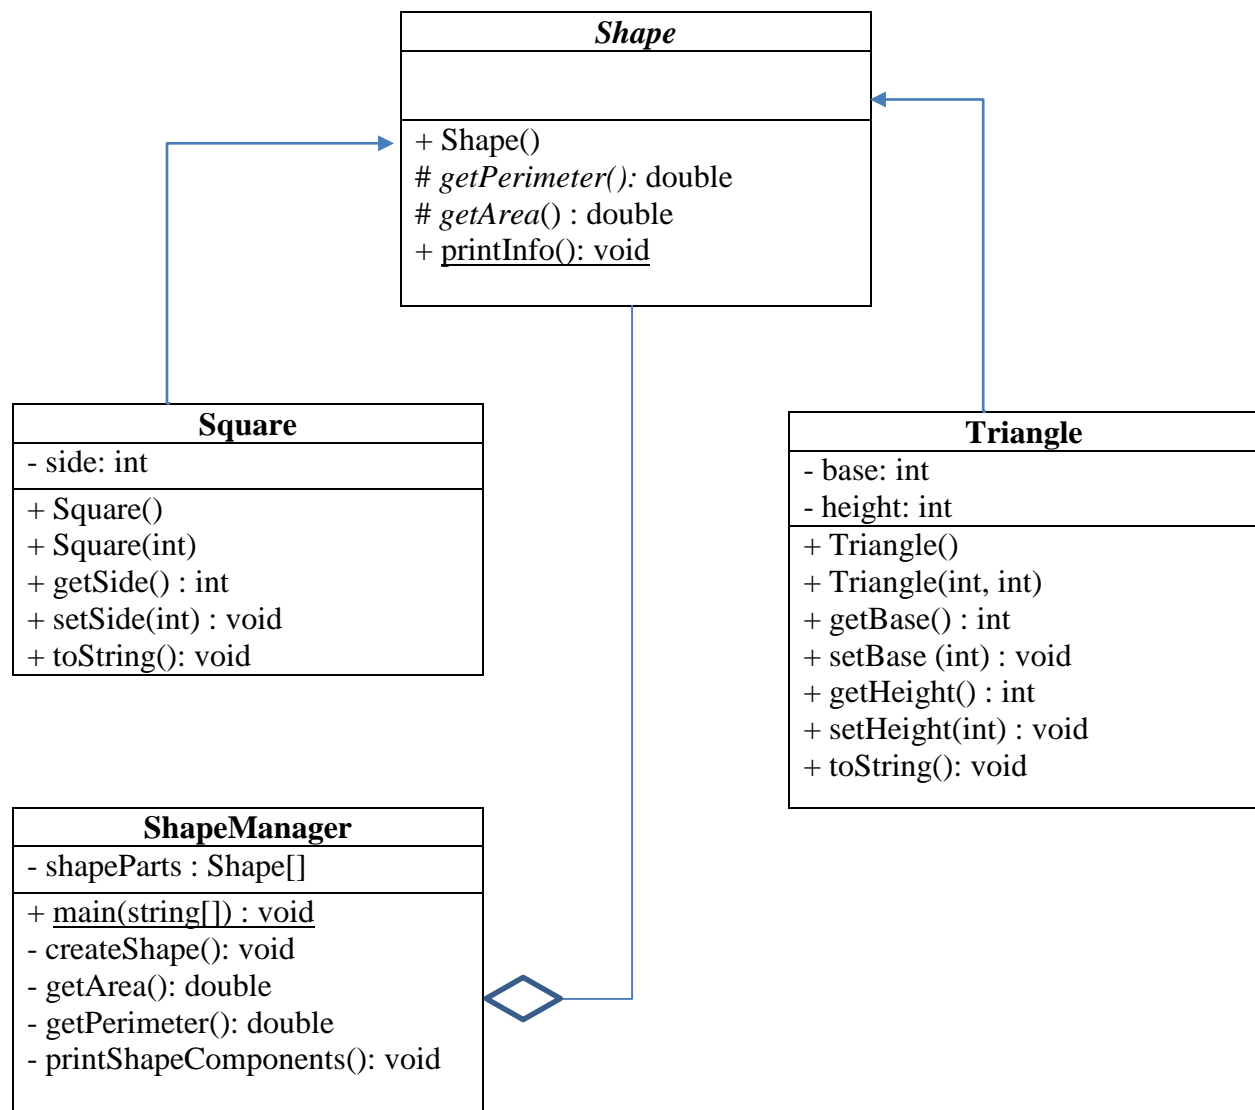 Shape
+ Shape()
# getPerimeter(): double
# getArea() : double
+ printInfo(): void
Square
- side: int
+ Square()
+ Square(int)
+ getSide() : int
+ setSide(int) : void
+ toString(): void
Triangle
- base: int
- height: int
+ Triangle()
+ Triangle(int, int)
+ getBase() : int
+ setBase (int) : void
+ getHeight() : int
+ setHeight(int) : void
+ toString(): void
ShapeManager
- shapeParts : Shape[]
+ main(string[]) : void
- createShape(): void
- getArea(): double
- getPerimeter(): double
- printShapeComponents(): void